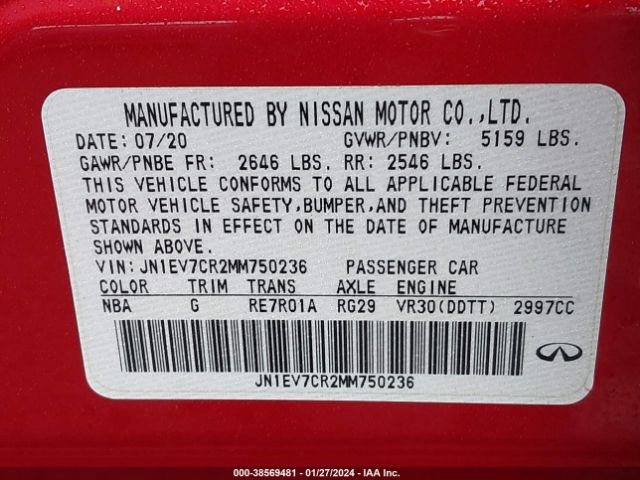 MANUFACTURED BY NISSAN MOTOR CO.,LTD.
DATE: 07/20 GVWR/PNBV: 5159 LBS.
GAWR/PNBE FR: 2646 LBS. RR: 2546 LBS.
THIS VEHICLE CONFORMS TO ALL APPLICABLE FEDERAL
MOTOR VEHICLE SAFETY,BUMPER,AND THEFT PREVENTION
STANDARDS IN EFFECT ON THE DATE OF MANUFACTURE
SHOWN ABOVE.
VIN: JN1EV7CR2MM750236 PASSENGER CAR
COLOR TRIM TRANS AXLE ENGINE
NBA G RE7R01A RG29 VR30(DDTT) 2997CC
JN1EV7CR2MM750236
000-38569481 - 01/27/2024 - IAA Inc.